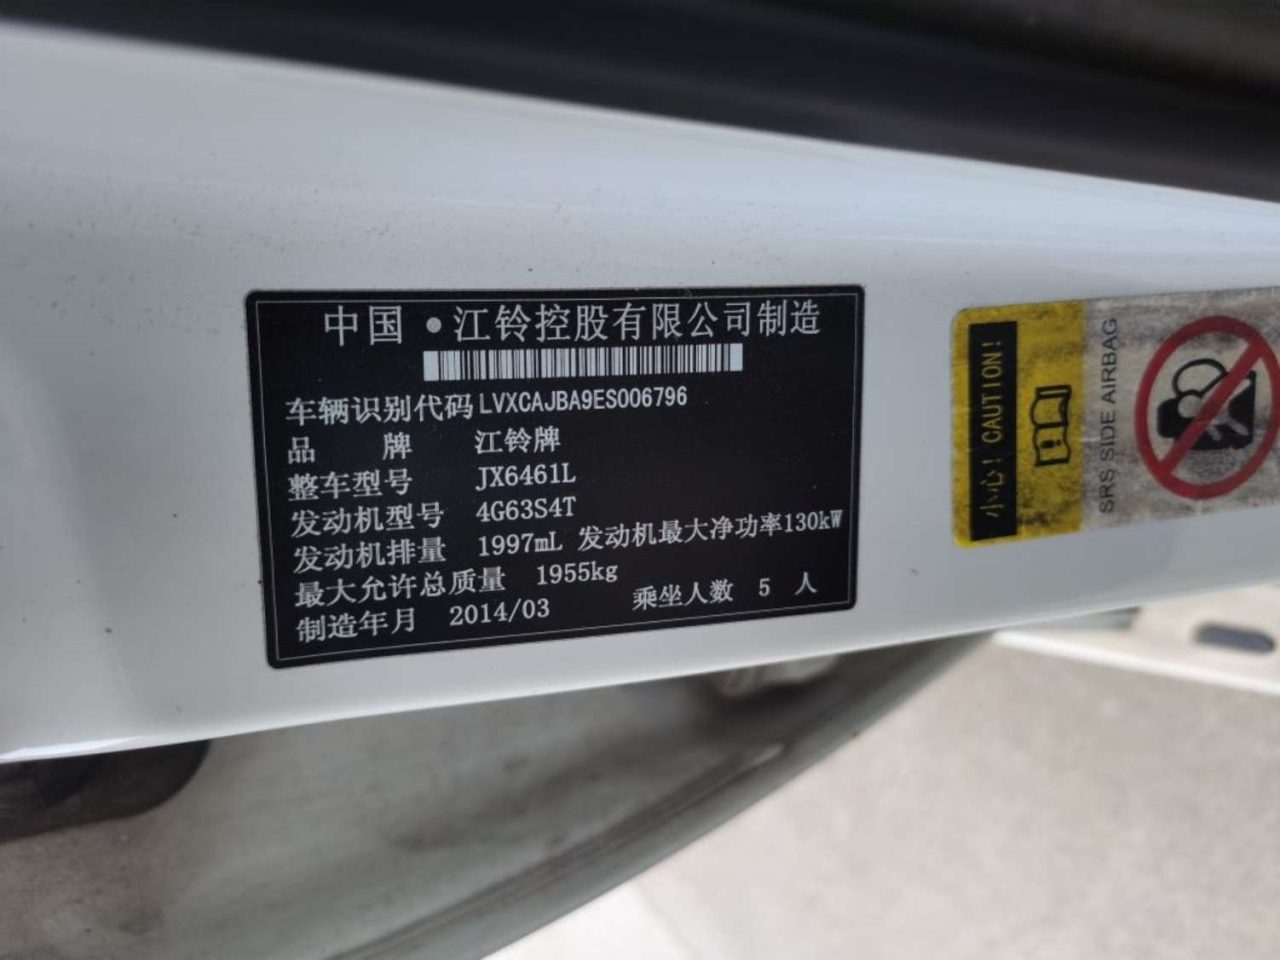 中国·江铃控股有限公司制造
车辆识别代码 LVXCAJBA9ES006796
品 牌 江铃牌
整车型号 JX6461L
发动机型号 4G63S4T
发动机排量 1997mL 发动机最大净功率130kW
最大允许总质量 1955kg
制造年月 2014/03 乘坐人数 5 人
小心! CAUTION!
SRS SIDE AIRBAG